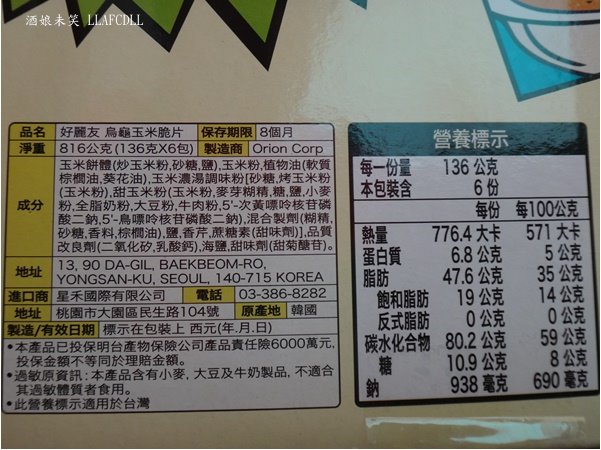 酒娘未笑 LLAFCDLL
品名 好麗友 烏龜玉米脆片 保存期限 8個月
淨重 816公克(136克X6包) 製造商 Orion Corp
成分
玉米餅體(炒玉米粉,砂糖,鹽),玉米粉,植物油(軟質
棕櫚油,葵花油),玉米濃湯調味粉[砂糖,烤玉米粉
(玉米粉),甜玉米粉(玉米粉,麥芽糊精,糖,鹽,小麥
粉,全脂奶粉,大豆粉,牛肉粉,5'-次黃嘌呤核苷磷
酸二鈉,5'-鳥嘌呤核苷磷酸二鈉),混合製劑(糊精,
砂糖,香料,棕櫚油),鹽,香芹,蔗糖素(甜味劑)],品質
改良劑(二氧化矽,乳酸鈣),海鹽,甜味劑(甜菊醣苷)。
地址 13, 90 DA-GIL, BAEKBEOM-RO,
YONGSAN-KU, SEOUL, 140-715 KOREA
進口商 星禾國際有限公司 電話 03-386-8282
地址 桃園市大園區民生路104號 原產地 韓國
製造/有效日期 標示在包裝上 西元(年.月.日)
•本產品已投保明台產物保險公司產品責任險6000萬元,
投保金額不等同於理賠金額。
•過敏原資訊:本產品含有小麥, 大豆及牛奶製品, 不適合
其過敏體質者食用。
•此營養標示適用於台灣
營養標示
每一份量 136 公克
本包裝含 6 份
每份 每100公克
熱量 776.4 大卡 571 大卡
蛋白質 6.8 公克 5 公克
脂肪 47.6 公克 35 公克
飽和脂肪 19 公克 14 公克
反式脂肪 0 公克 0 公克
碳水化合物 80.2 公克 59 公克
糖 10.9 公克 8 公克
鈉 938 毫克 690 毫克